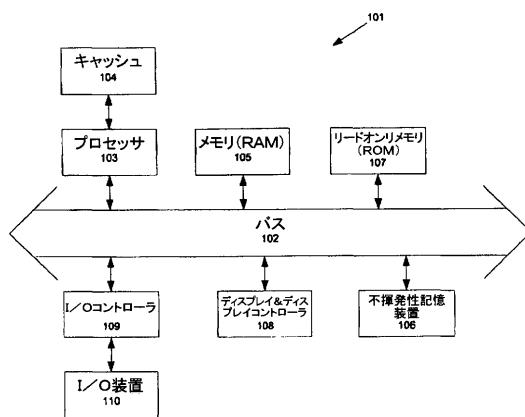 101
キャッシュ
104
プロセッサ
103
メモリ(RAM)
105
リードオンリメモリ
(ROM)
107
バス
102
I/Oコントローラ
109
ディスプレイ&ディス
プレイコントローラ
108
不揮発性記憶
装置
106
I/O装置
110